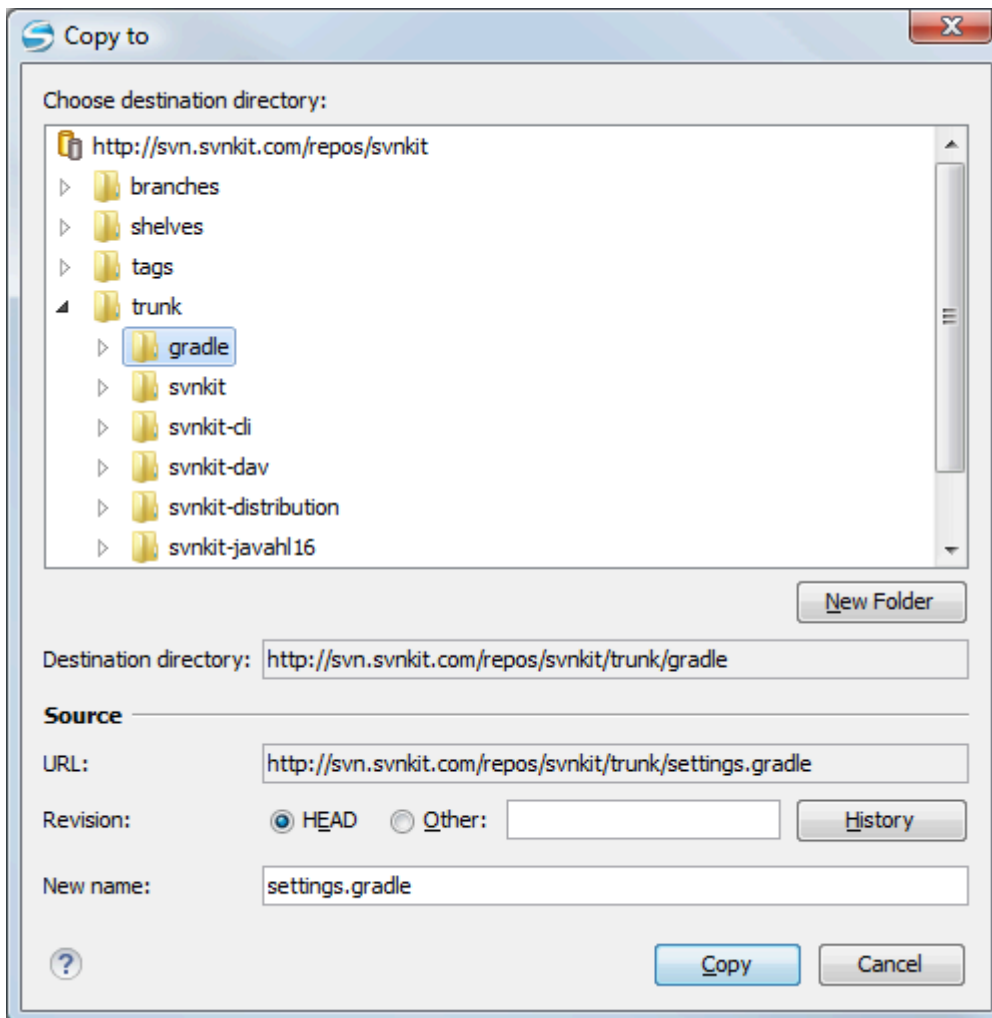 Copy to
Choose destination directory:
http://svn.svnkit.com/repos/svnkit
branches
shelves
tags
trunk
gradle
svnkit
svnkit-cli
svnkit-dav
svnkit-distribution
svnkit-javahl16
New Folder
Destination directory: http://svn.svnkit.com/repos/svnkit/trunk/gradle
Source
URL: http://svn.svnkit.com/repos/svnkit/trunk/settings.gradle
Revision: HEAD Other: History
New name: settings.gradle
? Copy Cancel